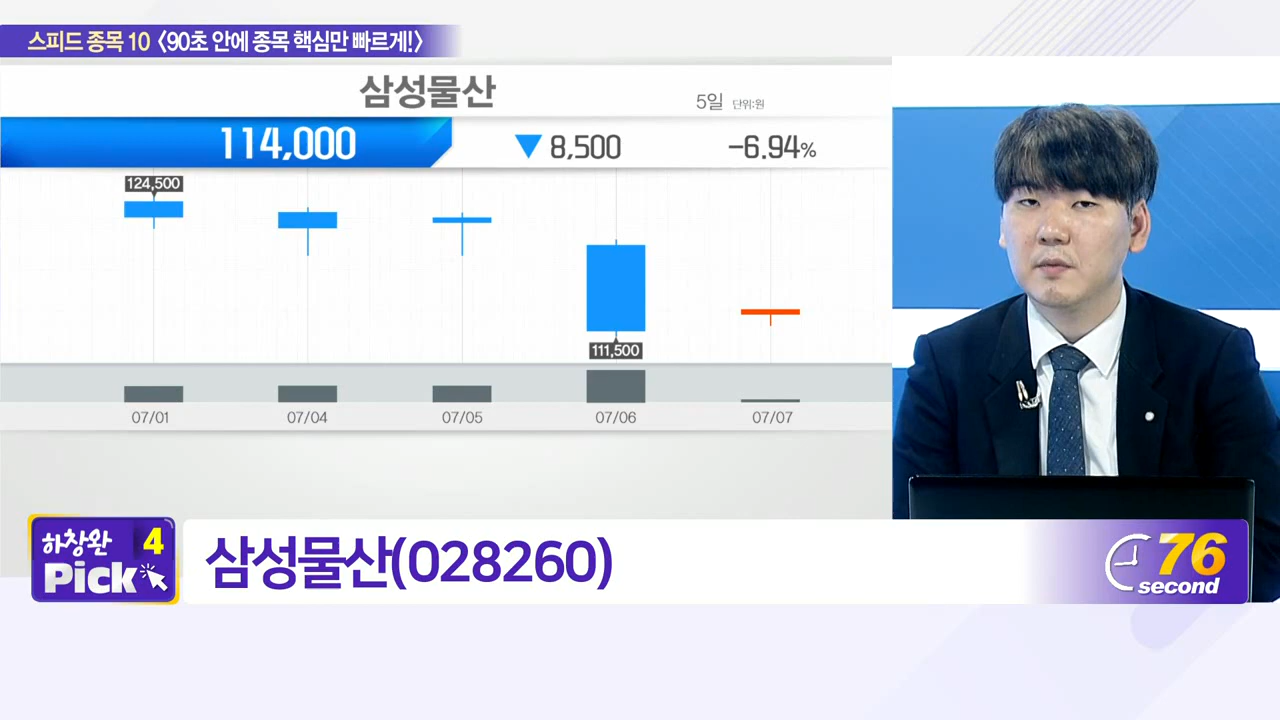 스피드 종목 10 <90초 안에 종목 핵심만 빠르게!>
삼성물산
5일 단위:원
114,000 ▼ 8,500 -6.94%
124,500
111,500
07/01 07/04 07/05 07/06 07/07
하창완 4
Pick
삼성물산(028260)
76
second